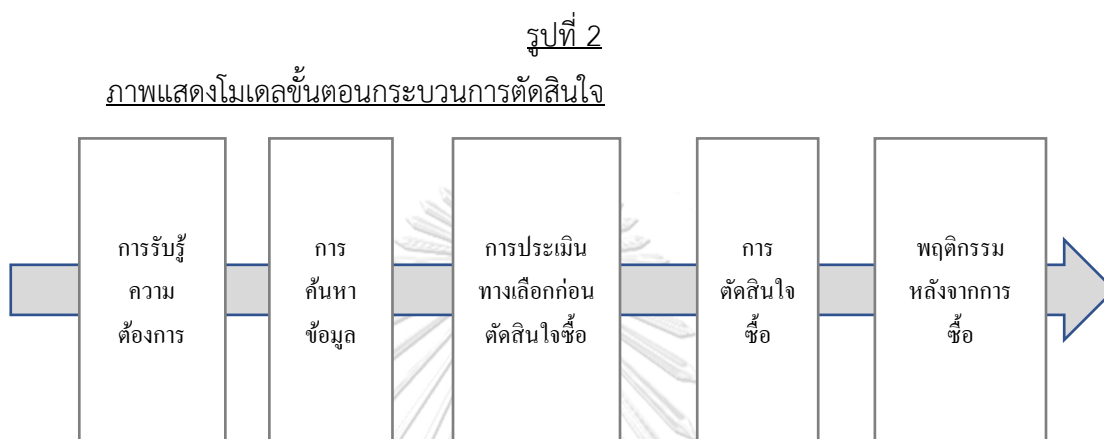 รูปที่ 2
ภาพแสดงโมเดลขั้นตอนกระบวนการตัดสินใจ
การรับรู้
ความ
ต้องการ
การ
ค้นหา
ข้อมูล
การประเมิน
ทางเลือกก่อน
ตัดสินใจซื้อ
การ
ตัดสินใจ
ซื้อ
พฤติกรรม
หลังจากการ
ซื้อ